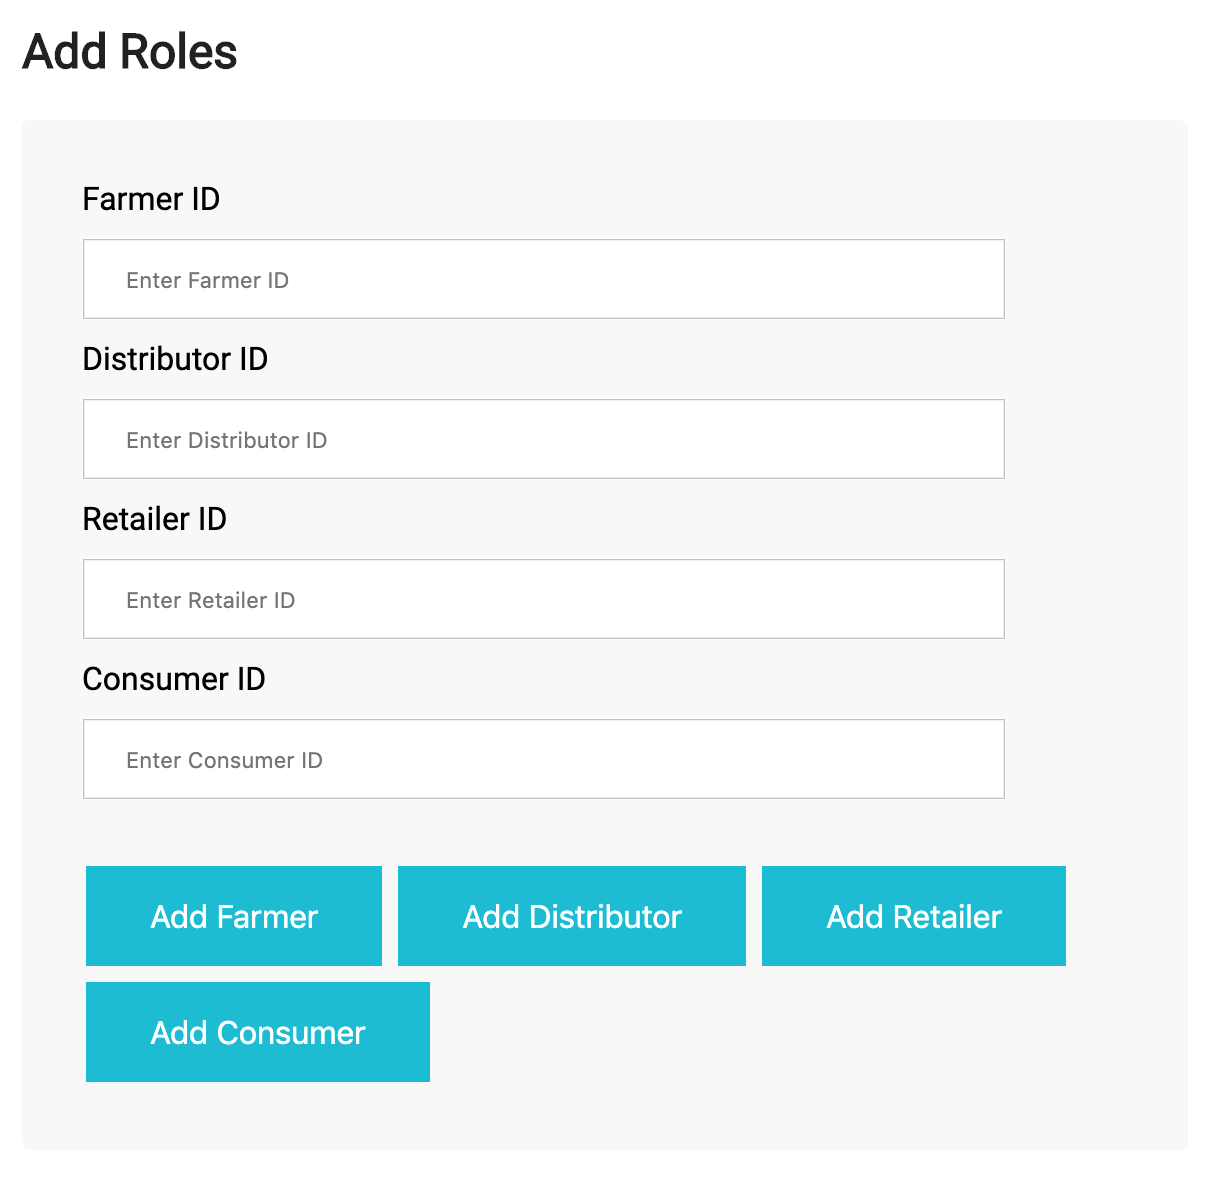 Add Roles
Farmer ID
Enter Farmer ID
Distributor ID
Enter Distributor ID
Retailer ID
Enter Retailer ID
Consumer ID
Enter Consumer ID
Add Farmer Add Distributor Add Retailer
Add Consumer